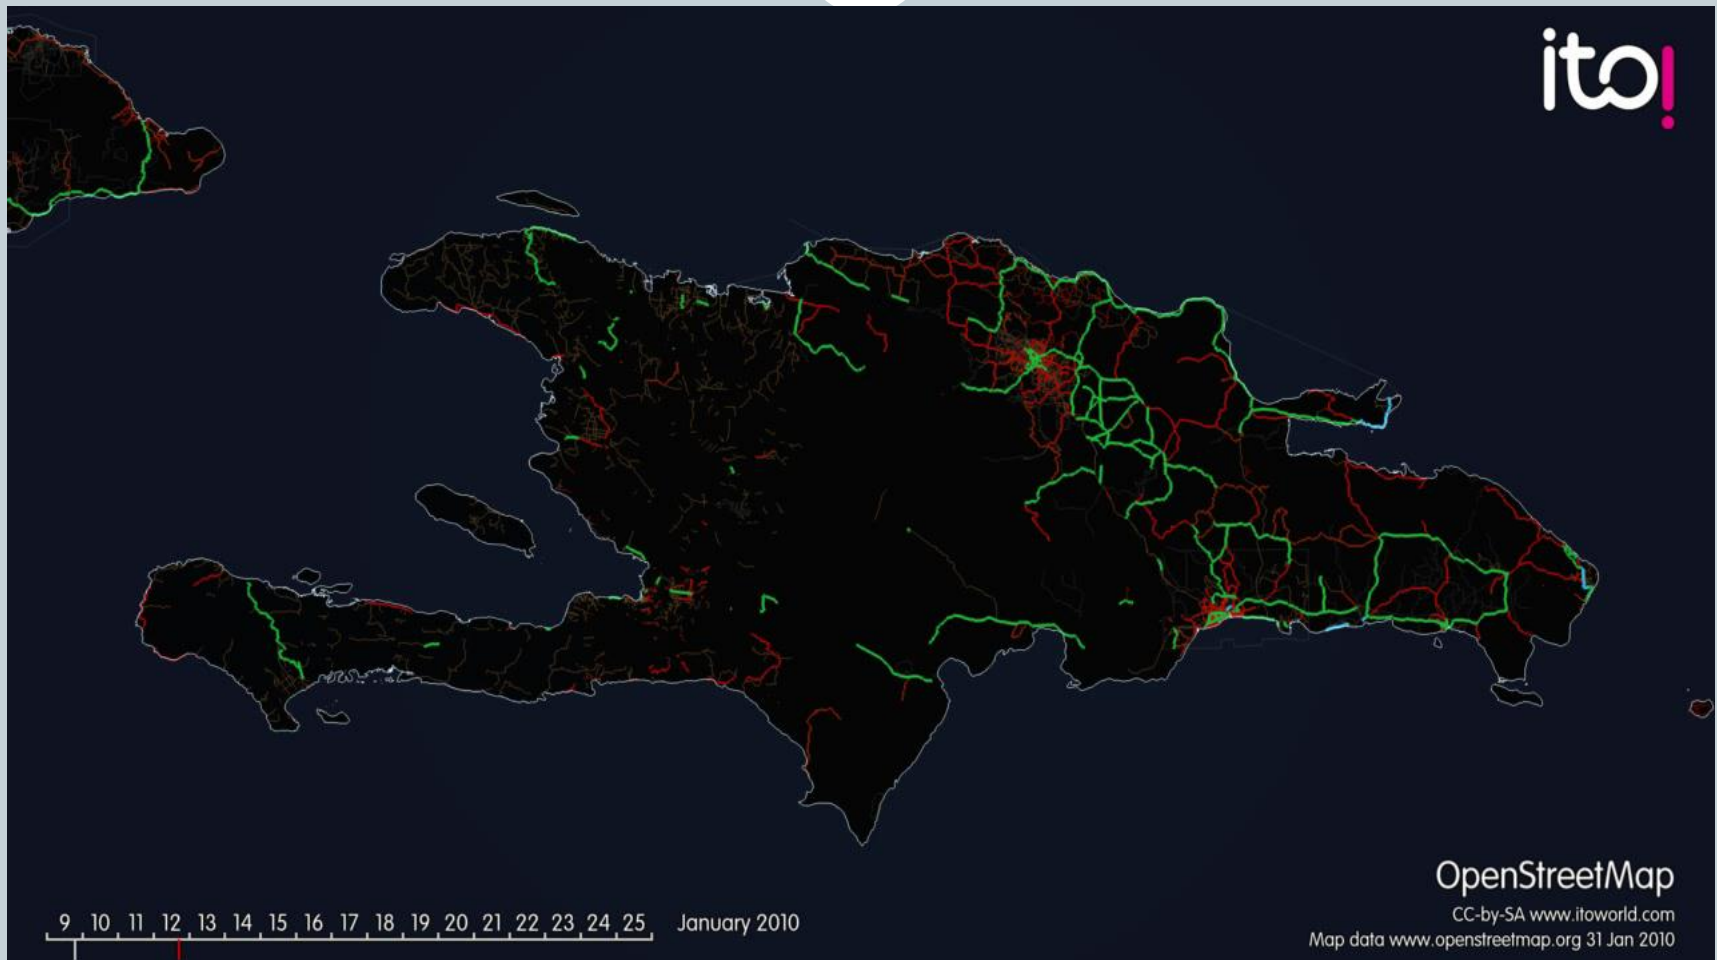 ito!
9 10 11 12 13 14 15 16 17 18 19 20 21 22 23 24 25 January 2010
OpenStreetMap
CC-by-SA www.itoworld.com
Map data www.openstreetmap.org 31 Jan 2010